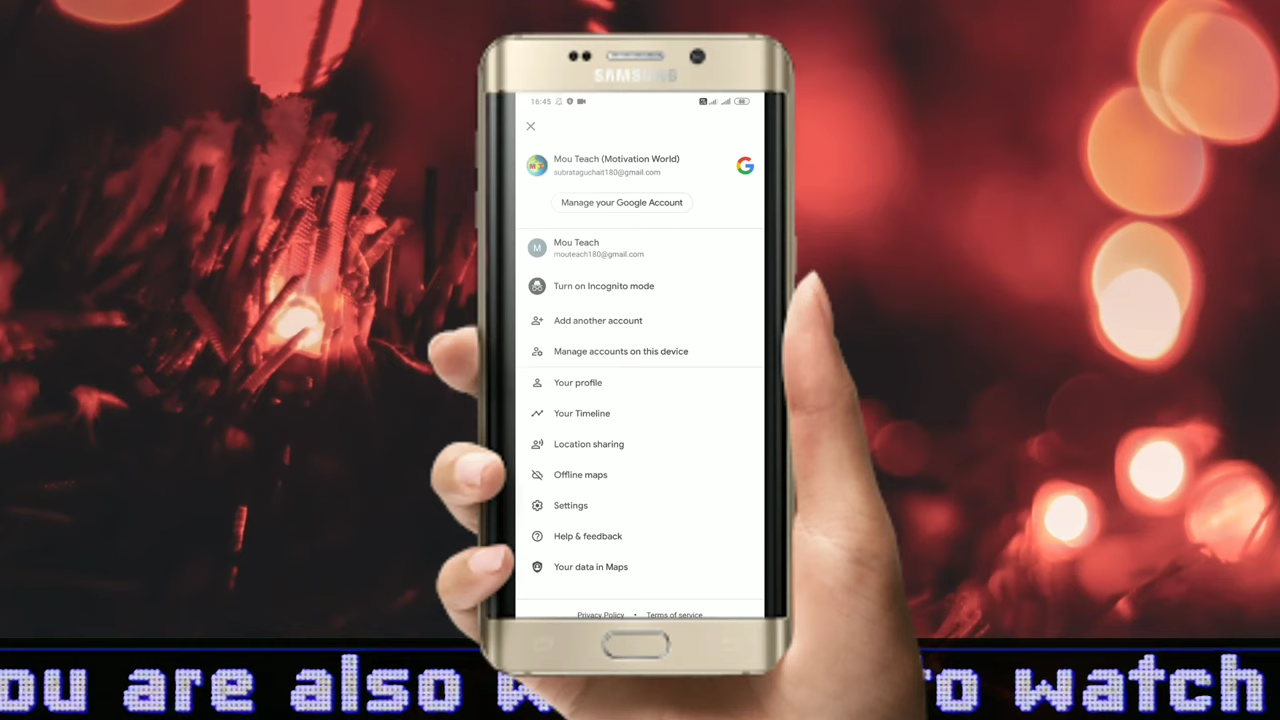 SAMSUNG
16:45
Mou Teach (Motivation World)
subrataguchait180@gmail.com
Manage your Google Account
M
Mou Teach
mouteach180@gmail.com
Turn on Incognito mode
Add another account
Manage accounts on this device
Your profile
Your Timeline
Location sharing
Offline maps
Settings
Help & feedback
Your data in Maps
Privacy Policy • Terms of service
ou are also w o watch